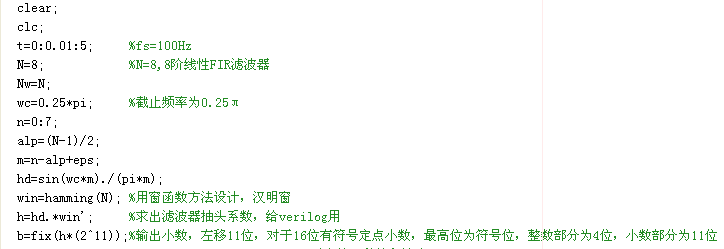 clear;
clc;
t=0:0.01:5; %fs=100Hz
N=8; %N=8,8阶线性FIR滤波器
Nw=N;
wc=0.25*pi; %截止频率为0.25π
n=0:7;
alp=(N-1)/2;
m=n-alp+eps;
hd=sin(wc*m)./(pi*m);
win=hamming(N); %用窗函数方法设计，汉明窗
h=hd.*win'; %求出滤波器抽头系数，给verilog用
b=fix(h*(2^11));%输出小数，左移11位，对于16位有符号定点小数，最高位为符号位，整数部分为4位，小数部分为11位